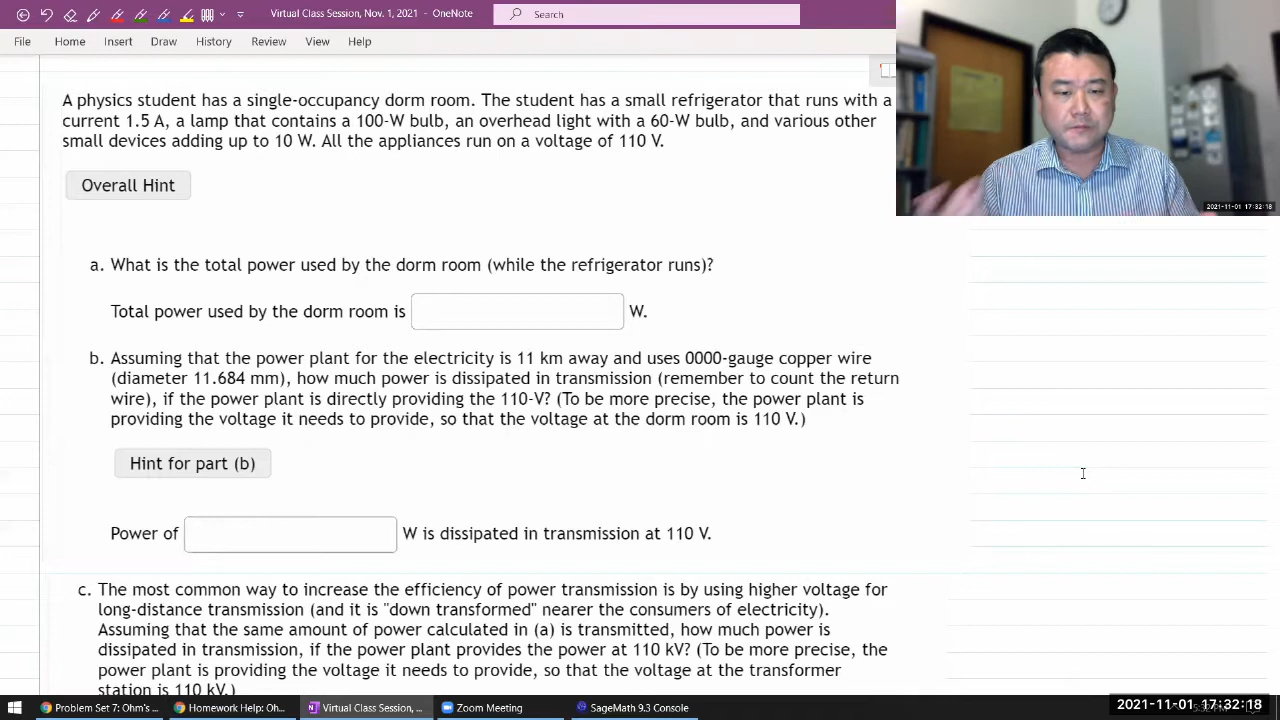 Virtual Class Session, Nov. 1, 2021 - OneNote
Search
File Home Insert Draw History Review View Help
A physics student has a single-occupancy dorm room. The student has a small refrigerator that runs with a
current 1.5 A, a lamp that contains a 100-W bulb, an overhead light with a 60-W bulb, and various other
small devices adding up to 10 W. All the appliances run on a voltage of 110 V.
Overall Hint
a. What is the total power used by the dorm room (while the refrigerator runs)?
Total power used by the dorm room is W.
b. Assuming that the power plant for the electricity is 11 km away and uses 0000-gauge copper wire
(diameter 11.684 mm), how much power is dissipated in transmission (remember to count the return
wire), if the power plant is directly providing the 110-V? (To be more precise, the power plant is
providing the voltage it needs to provide, so that the voltage at the dorm room is 110 V.)
Hint for part (b)
Power of W is dissipated in transmission at 110 V.
c. The most common way to increase the efficiency of power transmission is by using higher voltage for
long-distance transmission (and it is "down transformed" nearer the consumers of electricity).
Assuming that the same amount of power calculated in (a) is transmitted, how much power is
dissipated in transmission, if the power plant provides the power at 110 kV? (To be more precise, the
power plant is providing the voltage it needs to provide, so that the voltage at the transformer
station is 110 kV.)
2021-11-01 17:32:18
Problem Set 7: Ohm's ...
Homework Help: Oh...
Virtual Class Session, ...
Zoom Meeting
SageMath 9.3 Console
2021-11-01 17:32:18